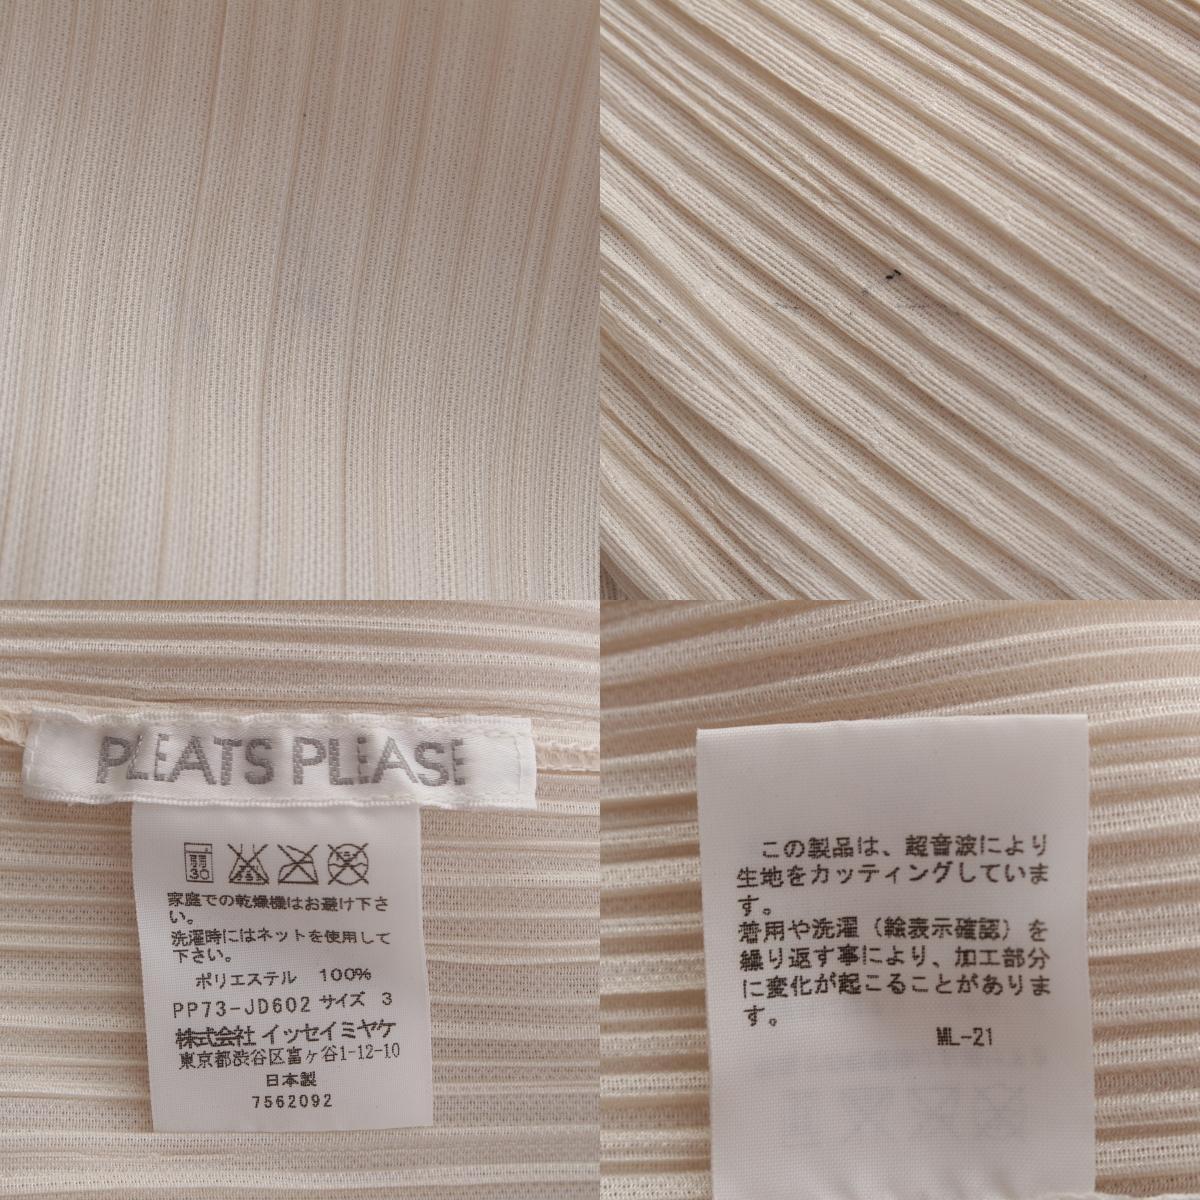 PLEATS PLEASE
弱
30
家庭での乾燥機はお避け下さ
い。
洗濯時にはネットを使用して
下さい。
ポリエステル 100%
PP73-JD602 サイズ 3
株式会社 イッセイミヤケ
東京都渋谷区富ヶ谷1-12-10
日本製
7562092
この製品は、超音波により
生地をカッティングしていま
す。
着用や洗濯（絵表示確認）を
繰り返す事により、加工部分
に変化が起こることがありま
す。
ML-21